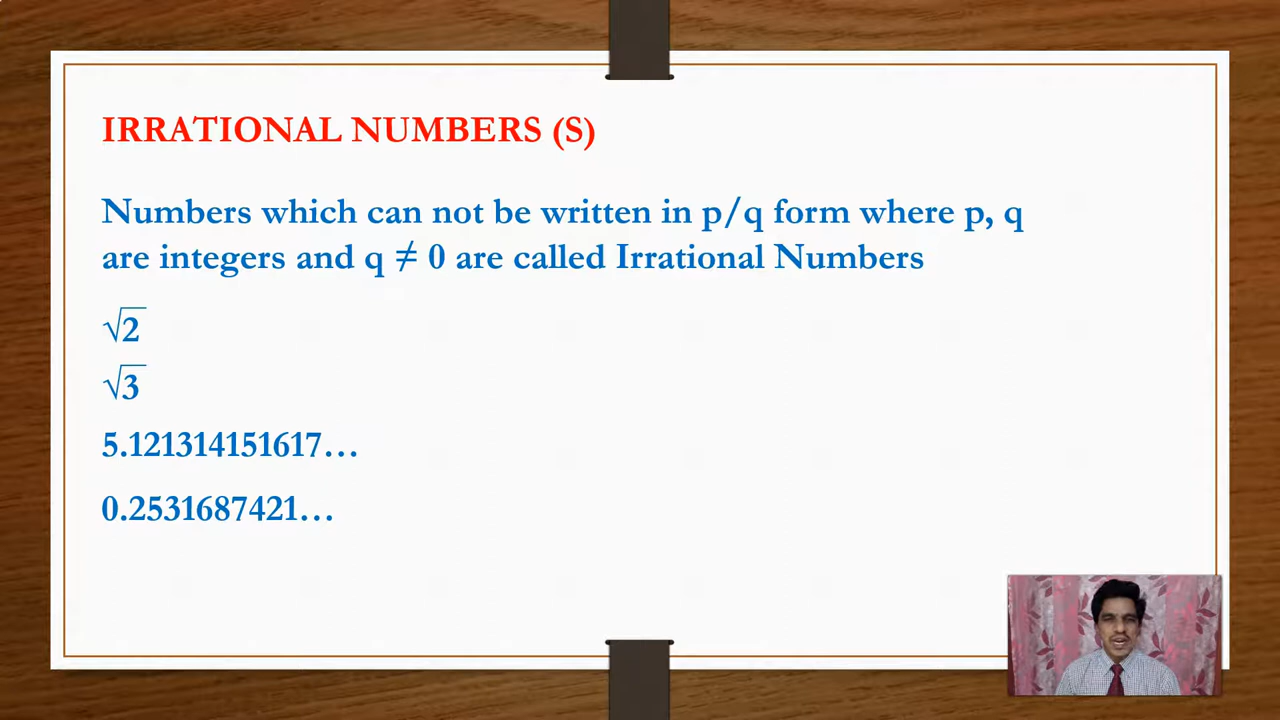 IRRATIONAL NUMBERS (S)
Numbers which can not be written in p/q form where p, q
are integers and q ≠ 0 are called Irrational Numbers
√2
√3
5.121314151617…
0.2531687421…